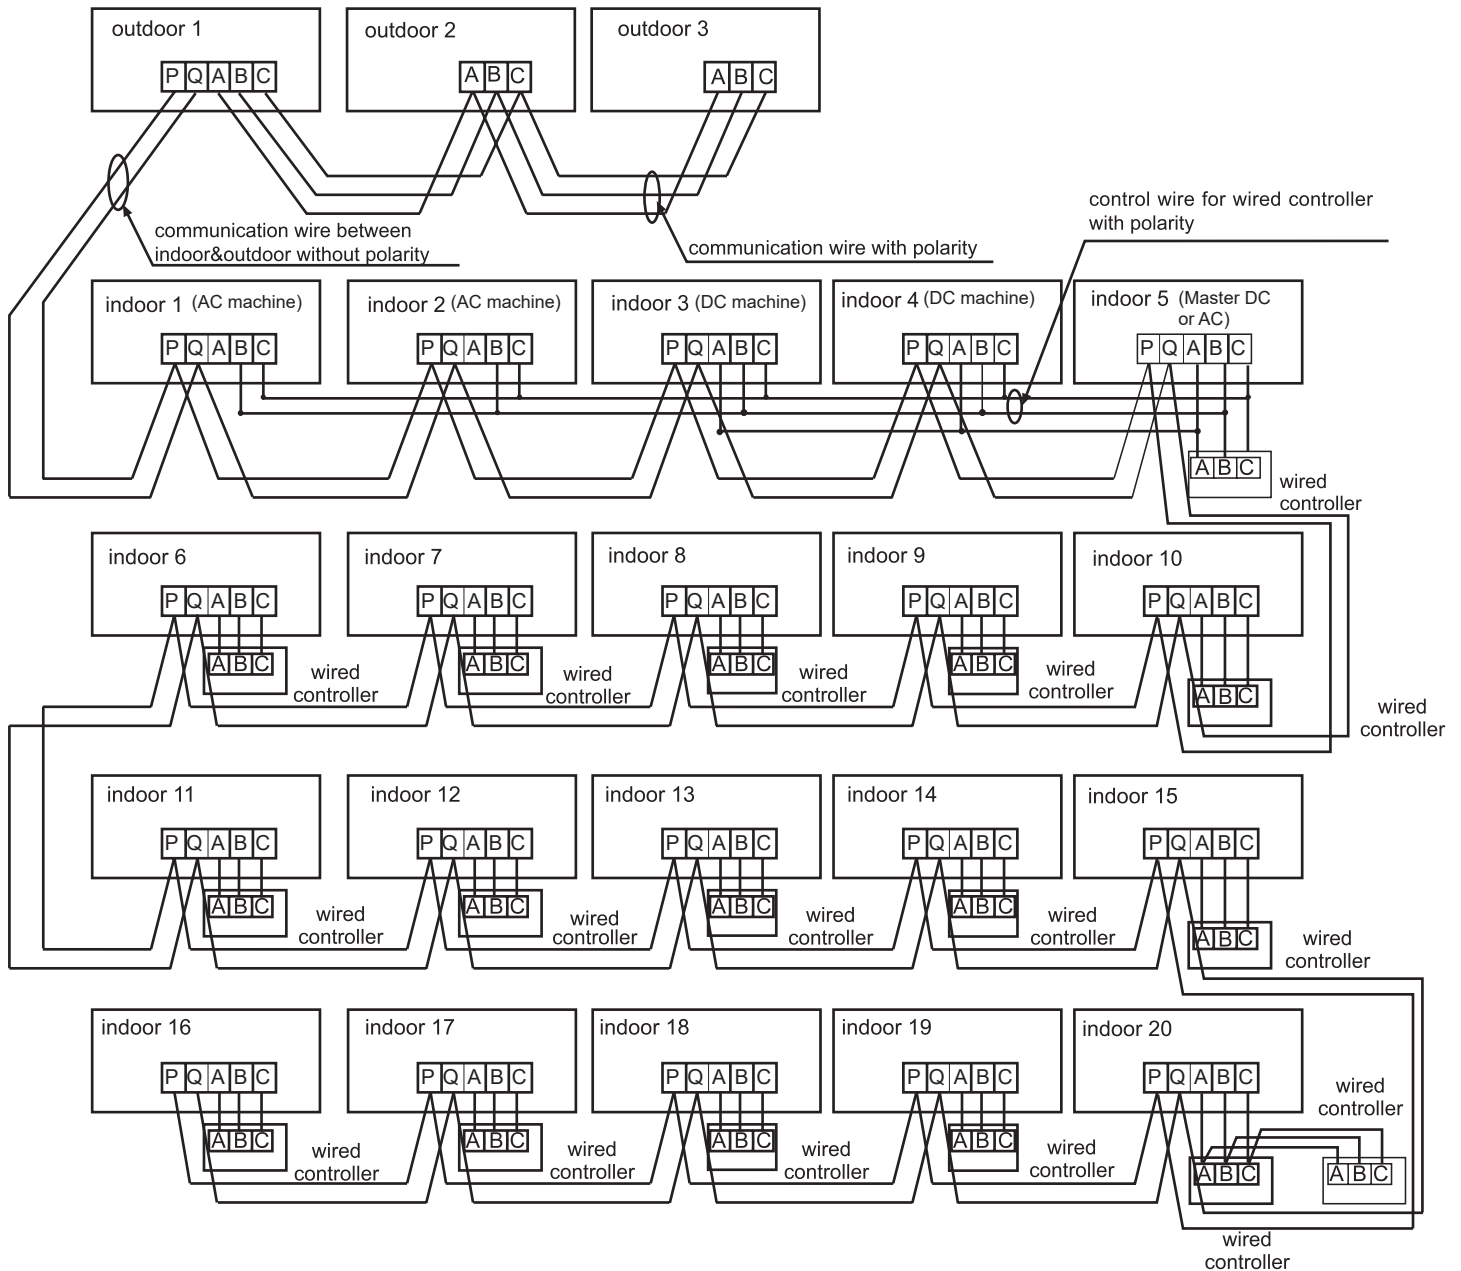 outdoor 1
outdoor 2
outdoor 3
P Q A B C
A B C
A B C
control wire for wired controller
with polarity
communication wire between
indoor&outdoor without polarity
communication wire with polarity
indoor 1 (AC machine)
indoor 2 (AC machine)
indoor 3 (DC machine)
indoor 4 (DC machine)
indoor 5 (Master DC
or AC)
P Q A B C
P Q A B C
P Q A B C
P Q A B C
P Q A B C
A B C
wired
controller
indoor 6
indoor 7
indoor 8
indoor 9
indoor 10
P Q A B C
P Q A B C
P Q A B C
P Q A B C
P Q A B C
A B C
wired
controller
A B C
wired
controller
A B C
wired
controller
A B C
wired
controller
A B C
wired
controller
indoor 11
indoor 12
indoor 13
indoor 14
indoor 15
P Q A B C
P Q A B C
P Q A B C
P Q A B C
P Q A B C
A B C
wired
controller
A B C
wired
controller
A B C
wired
controller
A B C
wired
controller
A B C
wired
controller
indoor 16
indoor 17
indoor 18
indoor 19
indoor 20
P Q A B C
P Q A B C
P Q A B C
P Q A B C
P Q A B C
wired
controller
A B C
wired
controller
A B C
wired
controller
A B C
wired
controller
A B C
wired
controller
A B C
A B C
wired
controller